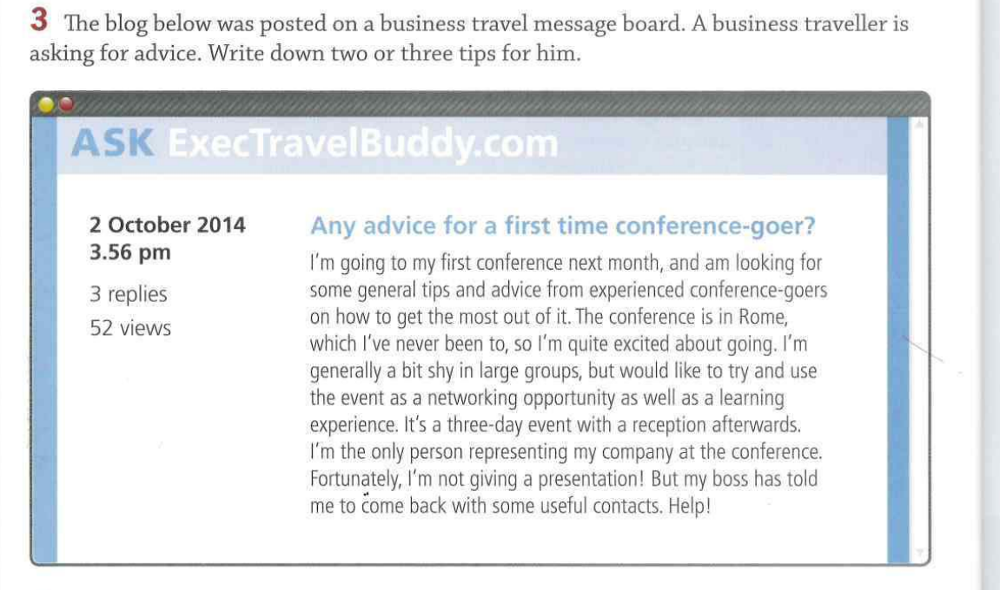 3 The blog below was posted on a business travel message board. A business traveller is
asking for advice. Write down two or three tips for him.
ASK ExecTravelBuddy.com
2 October 2014
3.56 pm
3 replies
52 views
Any advice for a first time conference-goer?
I'm going to my first conference next month, and am looking for
some general tips and advice from experienced conference-goers
on how to get the most out of it. The conference is in Rome,
which I've never been to, so I'm quite excited about going. I'm
generally a bit shy in large groups, but would like to try and use
the event as a networking opportunity as well as a learning
experience. It's a three-day event with a reception afterwards.
I'm the only person representing my company at the conference.
Fortunately, I'm not giving a presentation! But my boss has told
me to come back with some useful contacts. Help!